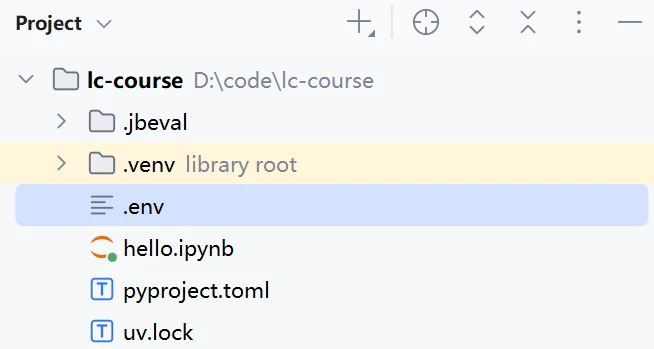 Project
lc-course D:\code\lc-course
.jbeval
.venv library root
.env
hello.ipynb
T pyproject.toml
T uv.lock